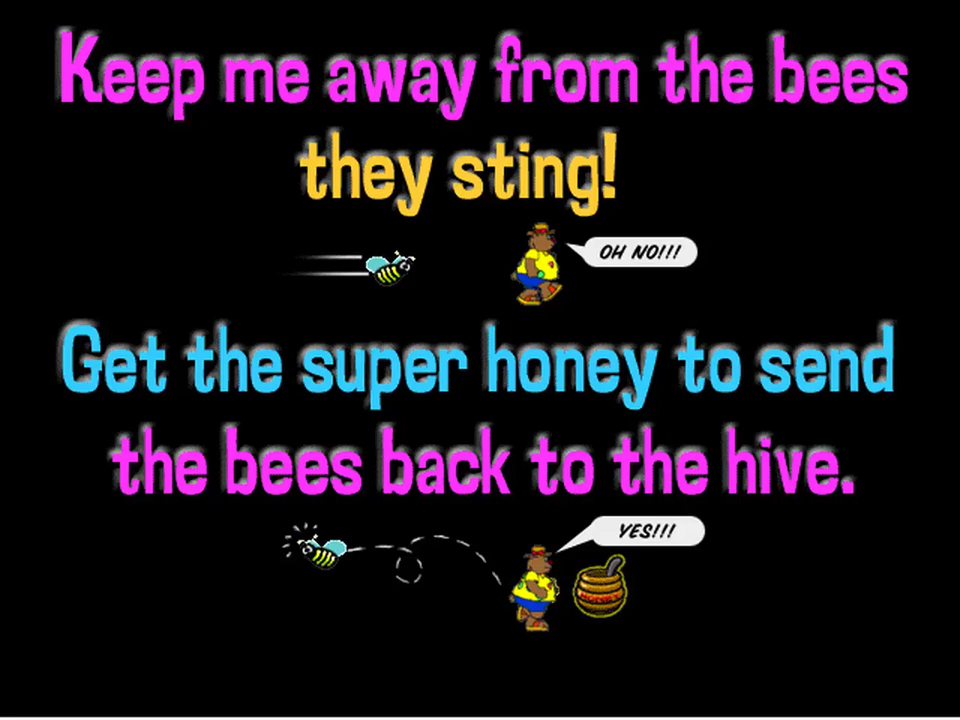 Keep me away from the bees
they sting!
OH NO!!!
Get the super honey to send
the bees back to the hive.
YES!!!